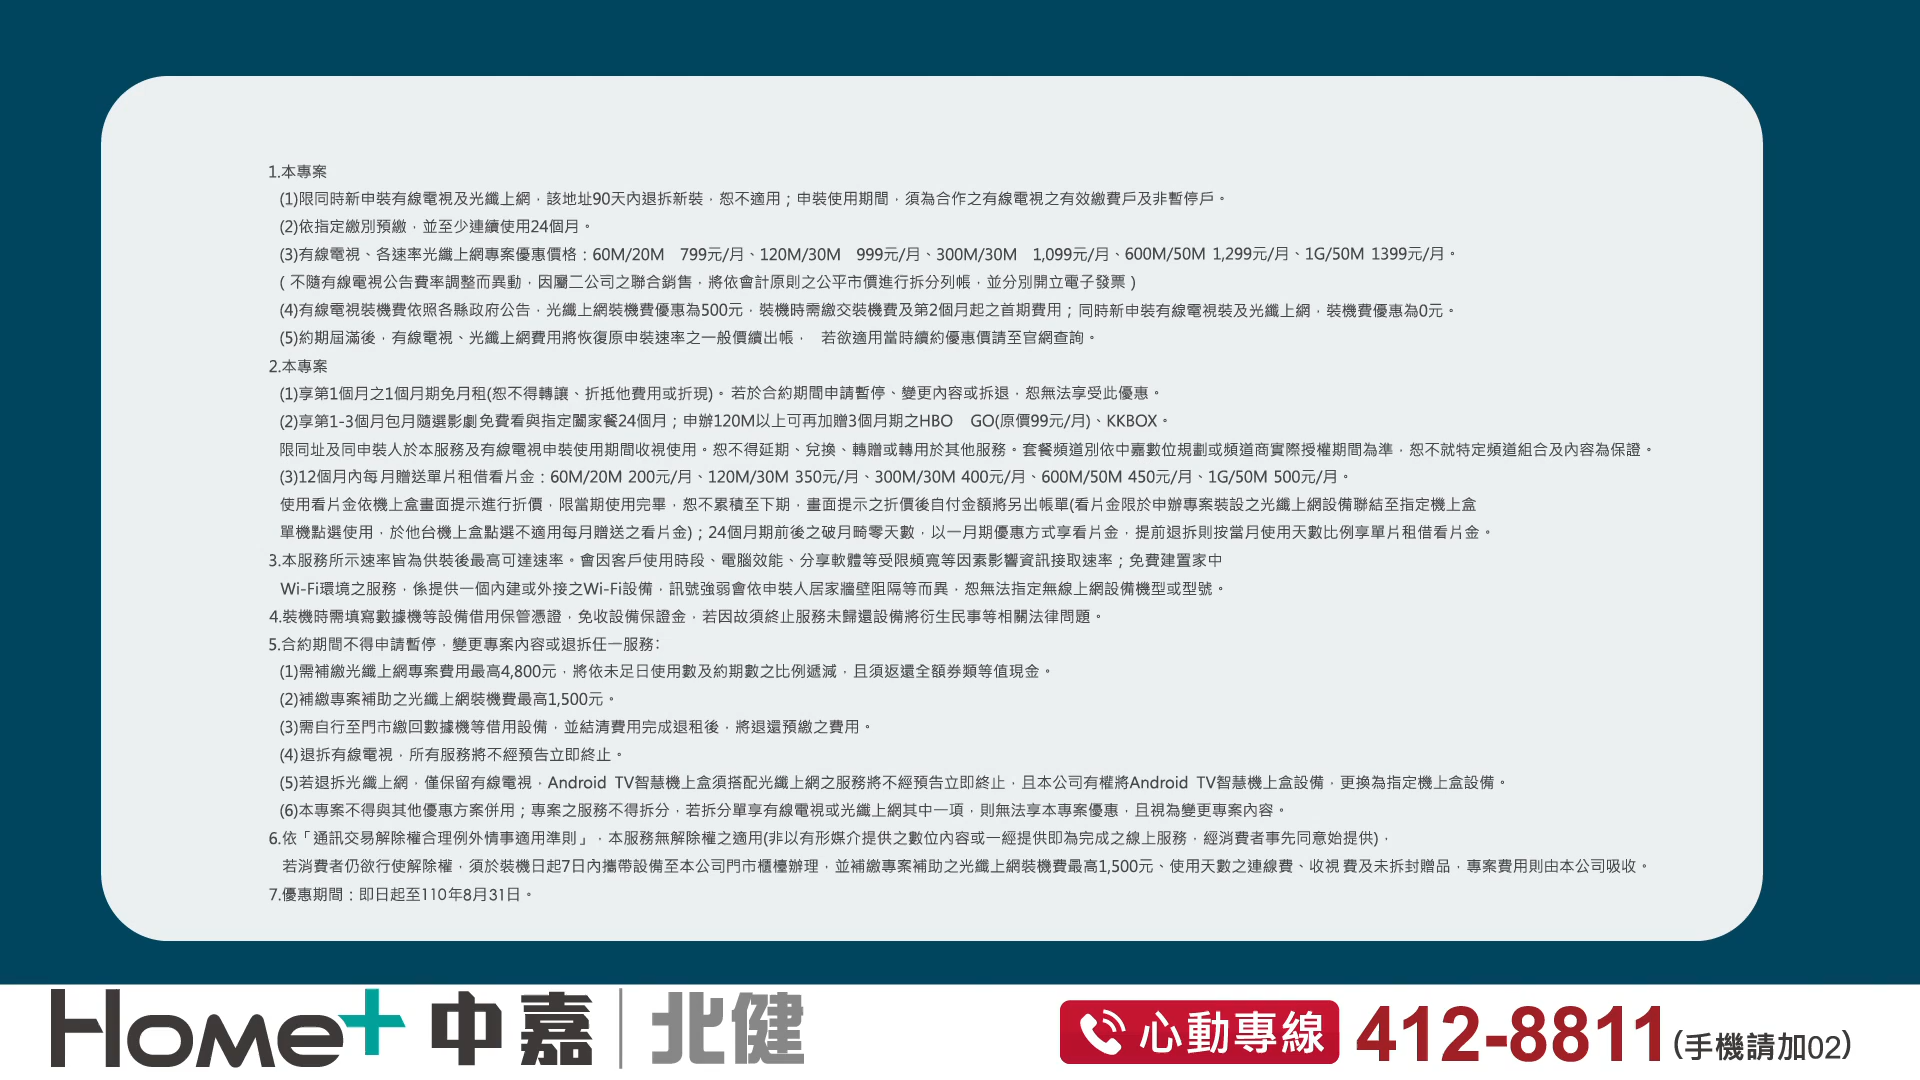 1.本專案
(1)限同時新申裝有線電視及光纖上網，該地址90天內退拆新裝，恕不適用；申裝使用期間，須為合作之有線電視之有效繳費戶及非暫停戶。
(2)依指定繳別預繳，並至少連續使用24個月。
(3)有線電視、各速率光纖上網專案優惠價格：60M/20M 799元/月、120M/30M 999元/月、300M/30M 1,099元/月、600M/50M 1,299元/月、1G/50M 1399元/月。
( 不隨有線電視公告費率調整而異動，因屬二公司之聯合銷售，將依會計原則之公平市價進行拆分列帳，並分別開立電子發票 )
(4)有線電視裝機費依照各縣政府公告，光纖上網裝機費優惠為500元，裝機時需繳交裝機費及第2個月起之首期費用；同時新申裝有線電視裝及光纖上網，裝機費優惠為0元。
(5)約期屆滿後，有線電視、光纖上網費用將恢復原申裝速率之一般價續出帳， 若欲適用當時續約優惠價請至官網查詢。
2.本專案
(1)享第1個月之1個月期免月租(恕不得轉讓、折抵他費用或折現)。若於合約期間申請暫停、變更內容或拆退，恕無法享受此優惠。
(2)享第1-3個月包月隨選影劇免費看與指定闔家餐24個月；申辦120M以上可再加贈3個月期之HBO GO(原價99元/月)、KKBOX。
限同址及同申裝人於本服務及有線電視申裝使用期間收視使用。恕不得延期、兌換、轉贈或轉用於其他服務。套餐頻道別依中嘉數位規劃或頻道商實際授權期間為準，恕不就特定頻道組合及內容為保證。
(3)12個月內每月贈送單片租借看片金：60M/20M 200元/月、120M/30M 350元/月、300M/30M 400元/月、600M/50M 450元/月、1G/50M 500元/月。
使用看片金依機上盒畫面提示進行折價，限當期使用完畢，恕不累積至下期，畫面提示之折價後自付金額將另出帳單(看片金限於申辦專案裝設之光纖上網設備聯結至指定機上盒
單機點選使用，於他台機上盒點選不適用每月贈送之看片金)；24個月期前後之破月畸零天數，以一月期優惠方式享看片金，提前退拆則按當月使用天數比例享單片租借看片金。
3.本服務所示速率皆為供裝後最高可達速率。會因客戶使用時段、電腦效能、分享軟體等受限頻寬等因素影響資訊接取速率；免費建置家中
Wi-Fi環境之服務，係提供一個內建或外接之Wi-Fi設備，訊號強弱會依申裝人居家牆壁阻隔等而異，恕無法指定無線上網設備機型或型號。
4.裝機時需填寫數據機等設備借用保管憑證，免收設備保證金，若因故須終止服務未歸還設備將衍生民事等相關法律問題。
5.合約期間不得申請暫停，變更專案內容或退拆任一服務:
(1)需補繳光纖上網專案費用最高4,800元，將依未足日使用數及約期數之比例遞減，且須返還全額券類等值現金。
(2)補繳專案補助之光纖上網裝機費最高1,500元。
(3)需自行至門市繳回數據機等借用設備，並結清費用完成退租後，將退還預繳之費用。
(4)退拆有線電視，所有服務將不經預告立即終止。
(5)若退拆光纖上網，僅保留有線電視，Android TV智慧機上盒須搭配光纖上網之服務將不經預告立即終止，且本公司有權將Android TV智慧機上盒設備，更換為指定機上盒設備。
(6)本專案不得與其他優惠方案併用；專案之服務不得拆分，若拆分單享有線電視或光纖上網其中一項，則無法享本專案優惠，且視為變更專案內容。
6.依「通訊交易解除權合理例外情事適用準則」，本服務無解除權之適用(非以有形媒介提供之數位內容或一經提供即為完成之線上服務，經消費者事先同意始提供)，
若消費者仍欲行使解除權，須於裝機日起7日內攜帶設備至本公司門市櫃檯辦理，並補繳專案補助之光纖上網裝機費最高1,500元、使用天數之連線費、收視費及未拆封贈品，專案費用則由本公司吸收。
7.優惠期間：即日起至110年8月31日。
Home+ 中嘉 | 北健
心動專線 412-8811 (手機請加02)